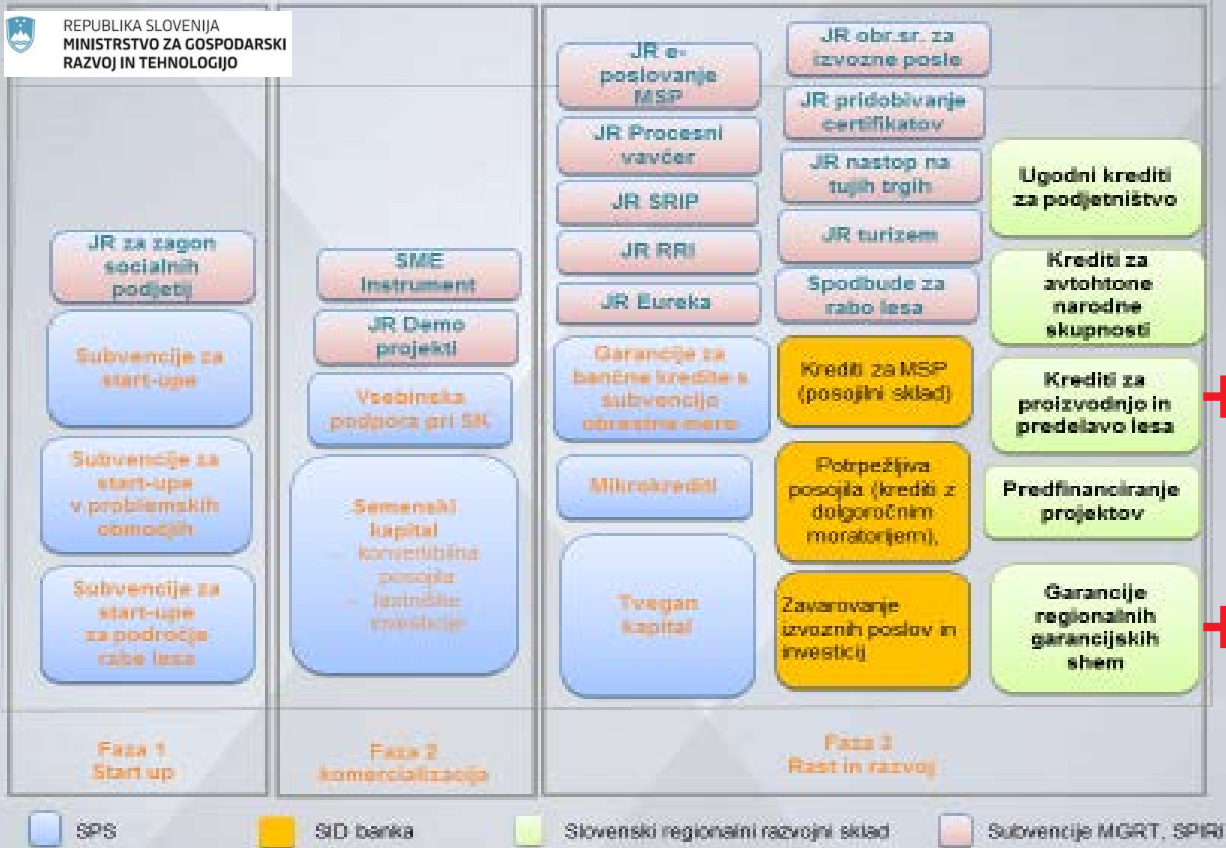 REPUBLIKA SLOVENIJA
MINISTRSTVO ZA GOSPODARSKI
RAZVOJ IN TEHNOLOGIJO
JR za zagon
socialnih
podjetij
Subvencije za
start-upe
Subvencije za
start-upe
v problemskih
območjih
Subvencije za
start-upe
za področje
rabe lesa
Faza 1
Start up
SME
Instrument
JR Demo
projekti
Vsebinska
podpora pri SK
Semenski
kapital
- konvertibilna
posojila
- lastniške
investicije
Faza 2
komercializacija
JR e-
poslovanje
MSP
JR Procesni
vavčer
JR SRIP
JR RRI
JR Eureka
Garancije za
bančne kredite s
subvencijo
obrestne mere
Mikrokrediti
Tvegan
kapital
JR obr.sr. za
izvozne posle
JR pridobivanje
certifikatov
JR nastop na
tujih trgih
JR turizem
Spodbude za
rabo lesa
Krediti za MSP
(posojilni sklad)
Potrpežljiva
posojila (krediti z
dolgoročnim
moratorijem),
Zavarovanje
izvoznih poslov in
investicij
Ugodni krediti
za podjetništvo
Krediti za
avtohtone
narodne
skupnosti
Krediti za
proizvodnjo in
predelavo lesa
Predfinanciranje
projektov
Garancije
regionalnih
garancijskih
shem
Faza 3
Rast in razvoj
SPS
SID banka
Slovenski regionalni razvojni sklad
Subvencije MGRT, SPIRI